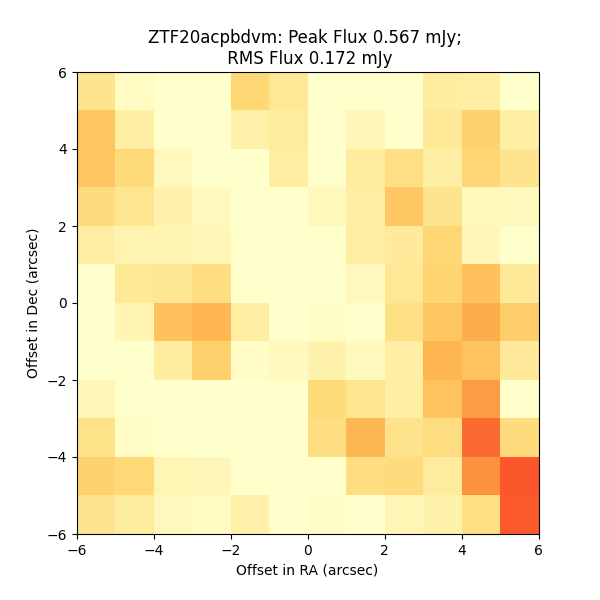 ZTF20acpbdvm: Peak Flux 0.567 mJy;
RMS Flux 0.172 mJy
6
4
2
0
−2
−4
−6
Offset in Dec (arcsec)
−6 −4 −2 0 2 4 6
Offset in RA (arcsec)